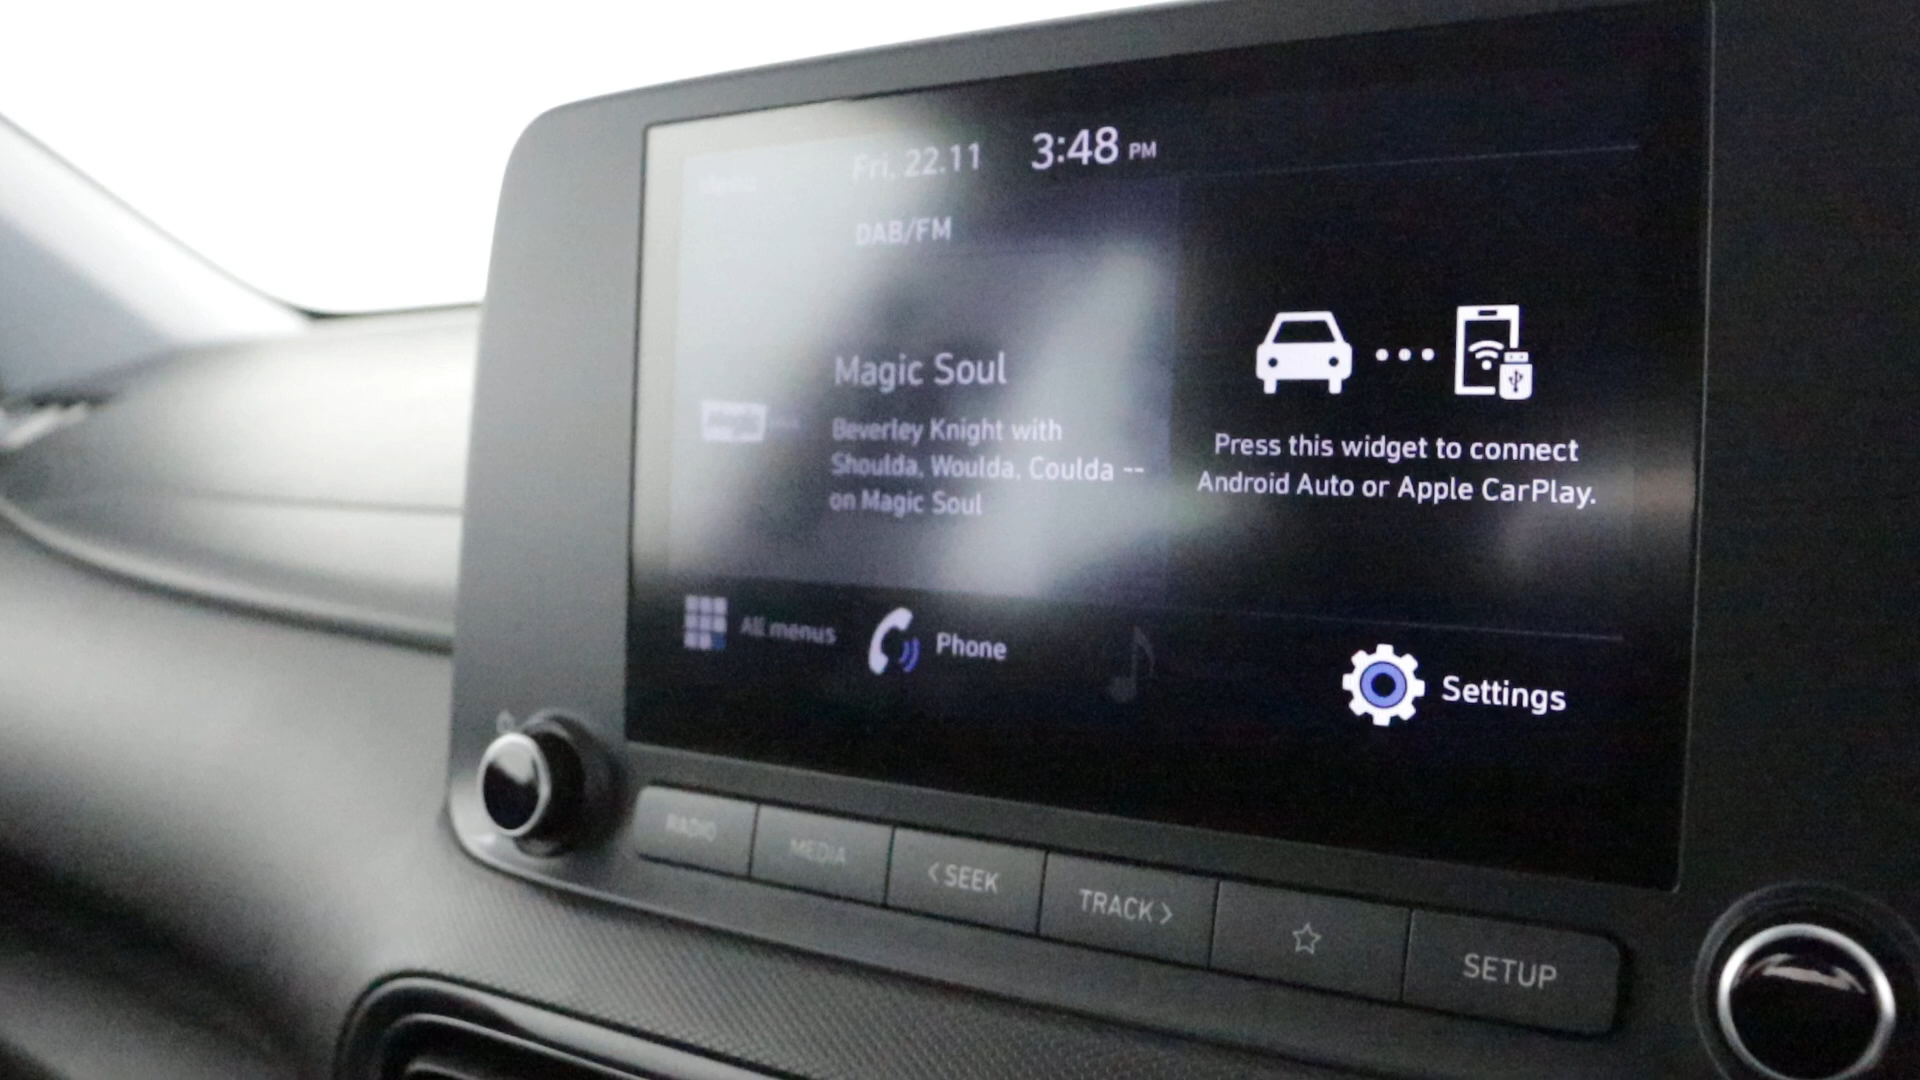 Fri. 22.11 3:48 PM
DAB/FM
Magic Soul
Beverley Knight with
Shoulda, Woulda, Coulda --
on Magic Soul
Press this widget to connect
Android Auto or Apple CarPlay.
All menus
Phone
Settings
RADIO
MEDIA
< SEEK
TRACK >
SETUP